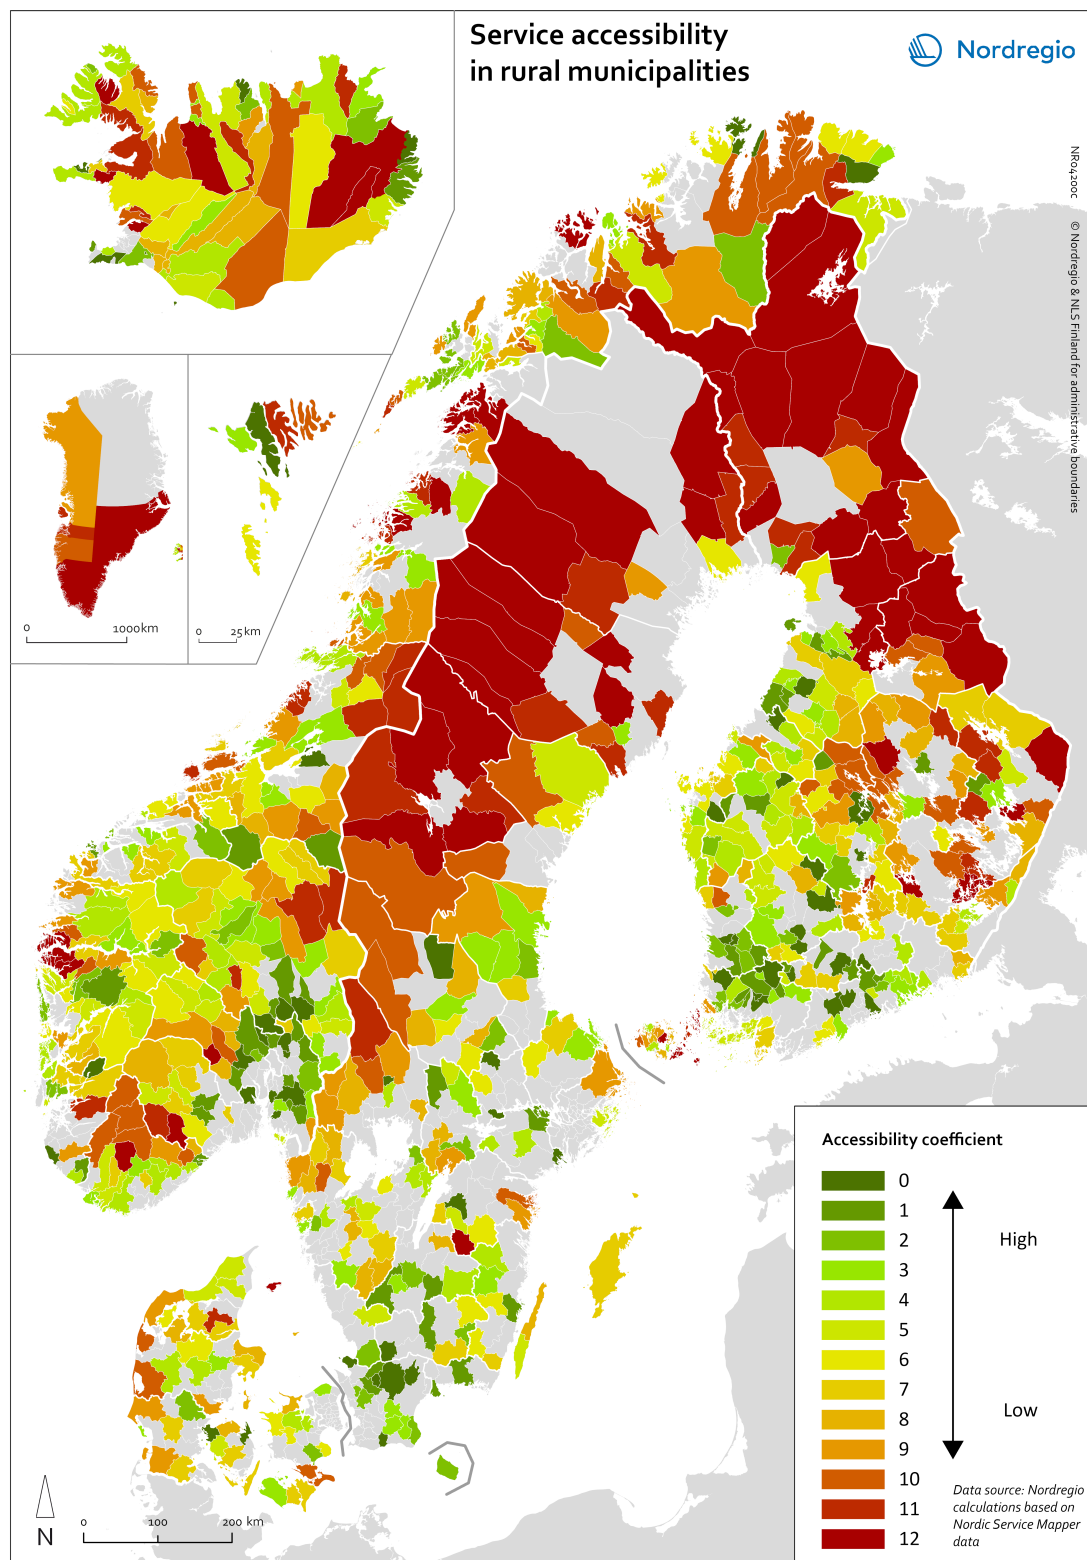 Service accessibility
in rural municipalities
Nordregio
NR04200c
© Nordregio & NLS Finland for administrative boundaries
0
1000km
0
25km
Accessibility coefficient
0
1
2
3
4
5
6
7
8
9
10
11
12
High
Low
Data source: Nordregio
calculations based on
Nordic Service Mapper
data
N
0
100
200 km